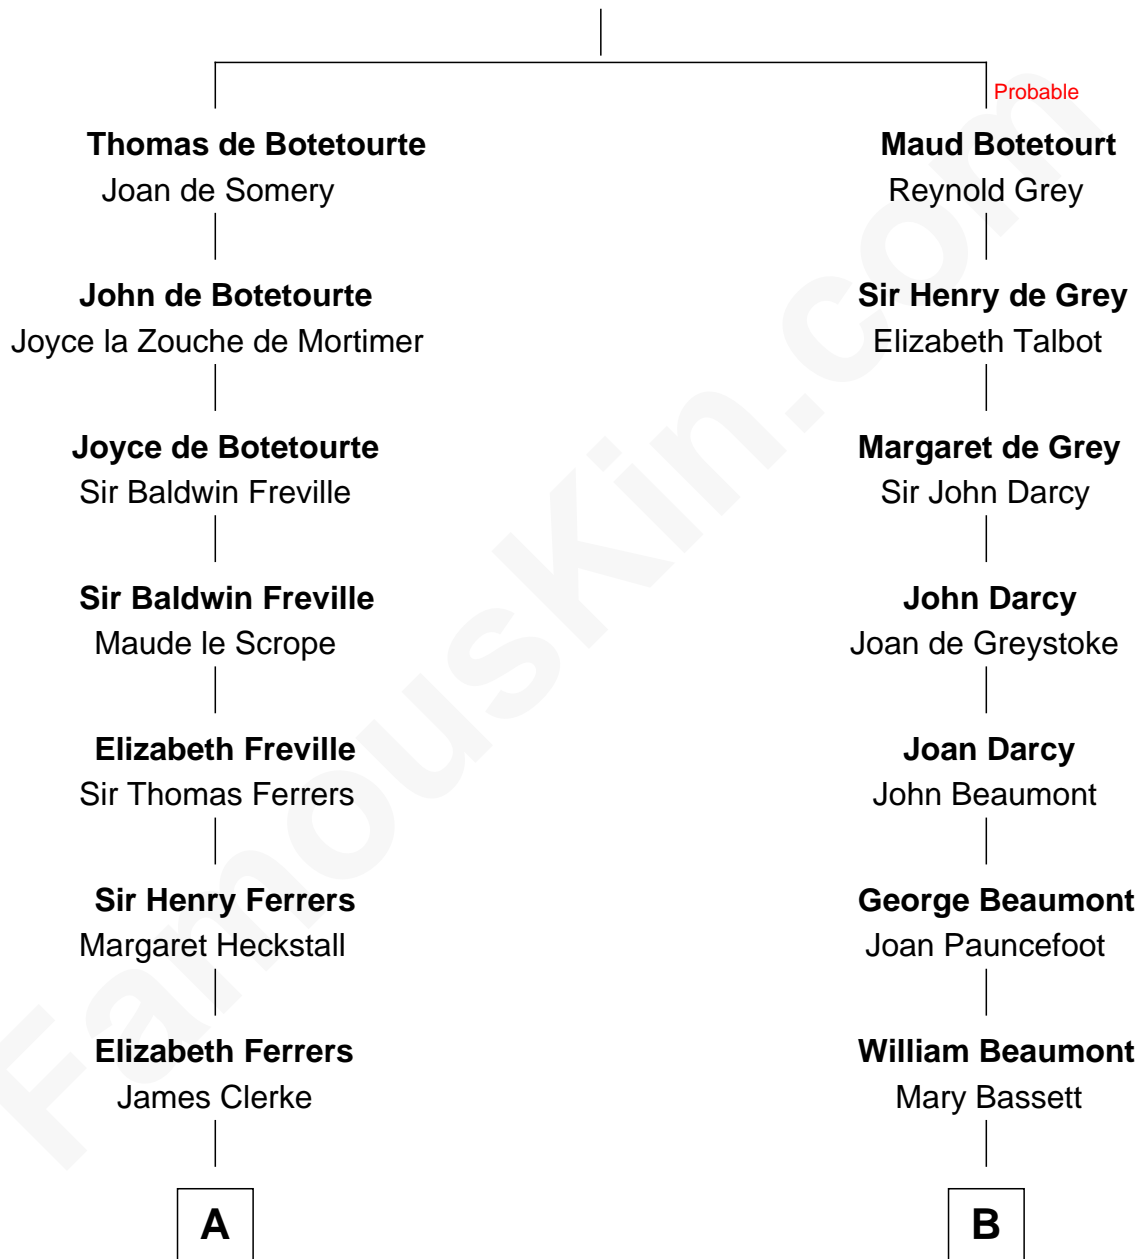 Probable
Thomas de Botetourte
Joan de Somery
Maud Botetourt
Reynold Grey
John de Botetourte
Joyce la Zouche de Mortimer
Sir Henry de Grey
Elizabeth Talbot
Joyce de Botetourte
Sir Baldwin Freville
Margaret de Grey
Sir John Darcy
Sir Baldwin Freville
Maude le Scrope
John Darcy
Joan de Greystoke
Elizabeth Freville
Sir Thomas Ferrers
Joan Darcy
John Beaumont
Sir Henry Ferrers
Margaret Heckstall
George Beaumont
Joan Pauncefoot
Elizabeth Ferrers
James Clerke
William Beaumont
Mary Bassett
A
B
FamousKin.com